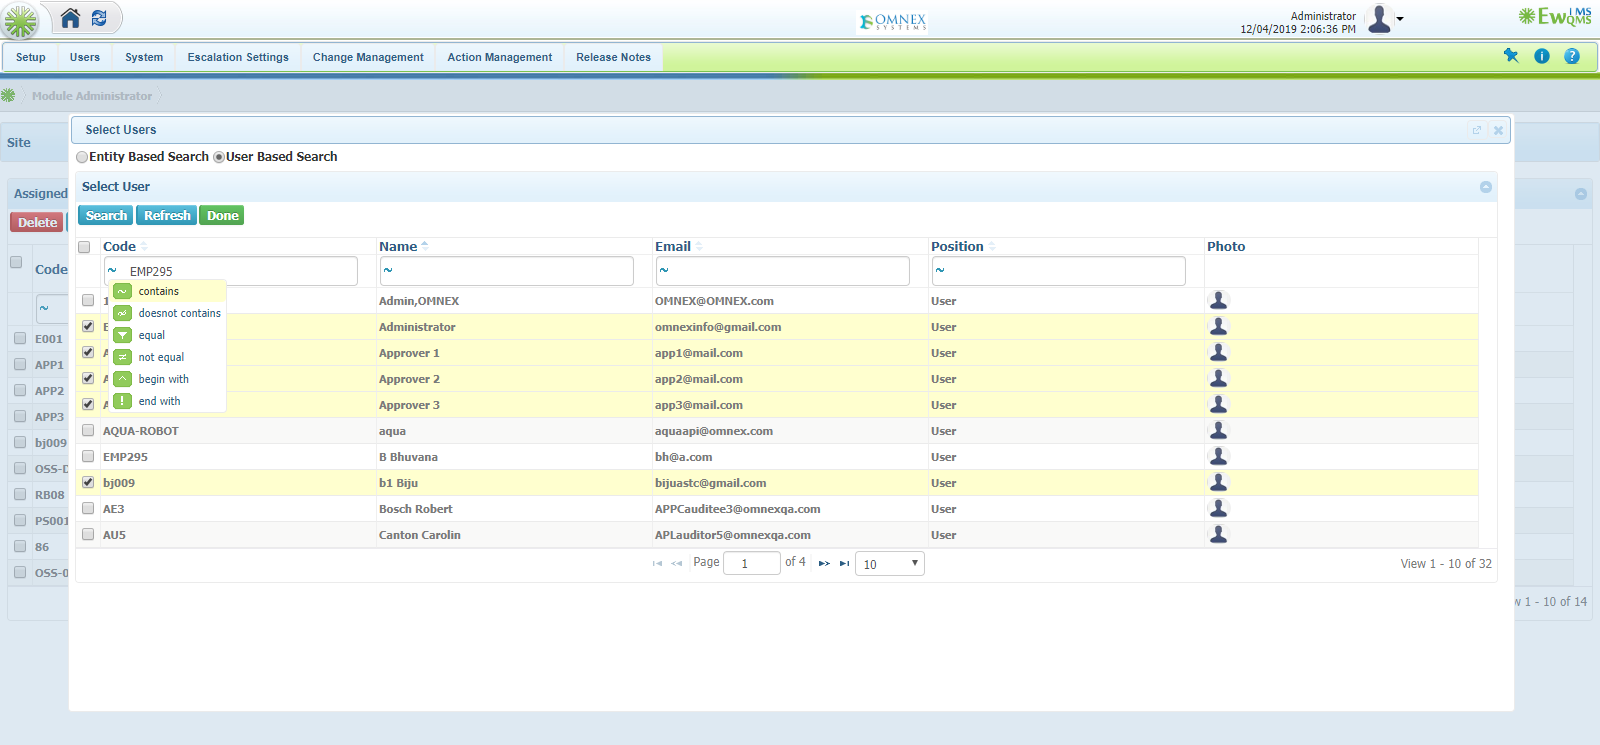 OMNEX
SYSTEMS
Administrator
12/04/2019 2:06:36 PM
EwIMS
QMS
Setup Users System Escalation Settings Change Management Action Management Release Notes
Module Administrator
Site
Select Users
Entity Based Search User Based Search
Assigned
Select User
Delete
Search Refresh Done
Code
Code Name Email Position Photo
~
~ EMP295 ~ ~ ~
contains
doesnot contains
equal
not equal
begin with
end with
1 Admin,OMNEX OMNEX@OMNEX.com User
E Administrator omnexinfo@gmail.com User
A Approver 1 app1@mail.com User
A Approver 2 app2@mail.com User
A Approver 3 app3@mail.com User
AQUA-ROBOT aqua aquaapi@omnex.com User
EMP295 B Bhuvana bh@a.com User
bj009 b1 Biju bijuastc@gmail.com User
AE3 Bosch Robert APPCauditee3@omnexqa.com User
AU5 Canton Carolin APLauditor5@omnexqa.com User
E001
APP1
APP2
APP3
bj009
OSS-D
RB08
PS001
86
OSS-0
Page 1 of 4 10 View 1 - 10 of 32
w 1 - 10 of 14